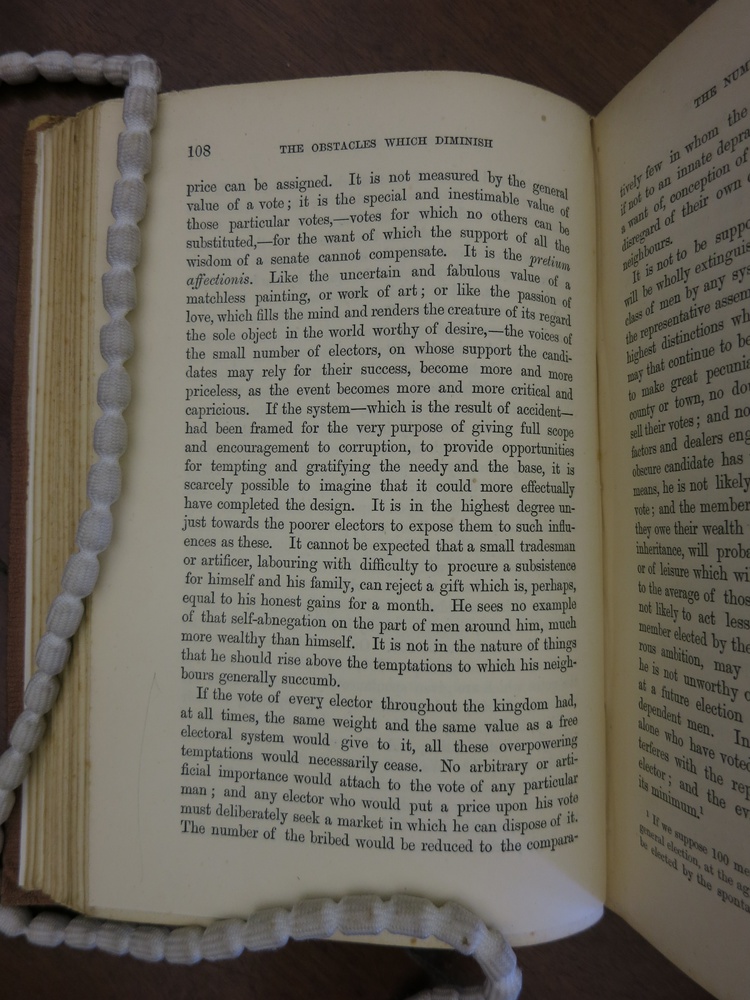 108 THE OBSTACLES WHICH DIMINISH
price can be assigned. It is not measured by the general
value of a vote; it is the special and inestimable value of
those particular votes,—votes for which no others can be
substituted,—for the want of which the support of all the
wisdom of a senate cannot compensate. It is the pretium
affectionis. Like the uncertain and fabulous value of a
matchless painting, or work of art; or like the passion of
love, which fills the mind and renders the creature of its regard
the sole object in the world worthy of desire,—the voices of
the small number of electors, on whose support the candi-
dates may rely for their success, become more and more
priceless, as the event becomes more and more critical and
capricious. If the system—which is the result of accident—
had been framed for the very purpose of giving full scope
and encouragement to corruption, to provide opportunities
for tempting and gratifying the needy and the base, it is
scarcely possible to imagine that it could more effectually
have completed the design. It is in the highest degree un-
just towards the poorer electors to expose them to such influ-
ences as these. It cannot be expected that a small tradesman
or artificer, labouring with difficulty to procure a subsistence
for himself and his family, can reject a gift which is, perhaps,
equal to his honest gains for a month. He sees no example
of that self-abnegation on the part of men around him, much
more wealthy than himself. It is not in the nature of things
that he should rise above the temptations to which his neigh-
bours generally succumb.
If the vote of every elector throughout the kingdom had,
at all times, the same weight and the same value as a free
electoral system would give to it, all these overpowering
temptations would necessarily cease. No arbitrary or arti-
ficial importance would attach to the vote of any particular
man; and any elector who would put a price upon his vote
must deliberately seek a market in which he can dispose of it.
The number of the bribed would be reduced to the compara-
THE NUM
tively few in whom the
if not to an innate depra
a want of, conception of
disregard of their own
neighbours.
It is not to be suppo
will be wholly extinguis
class of men by any sys
the representative assem
highest distinctions wh
may that continue to be
to make great pecunia
county or town, no dou
sell their votes; and no
factors and dealers eng
obscure candidate has
means, he is not likely
vote; and the member
they owe their wealth
inheritance, will proba
or of leisure which wi
to the average of thos
not likely to act less
member elected by the
rous ambition, may
he is not unworthy c
at a future election
dependent men. In
alone who have voted
terferes with the rep
elector; and the ev
its minimum.¹
¹ If we suppose 100 me
general election, at the ag
be elected by the sponta